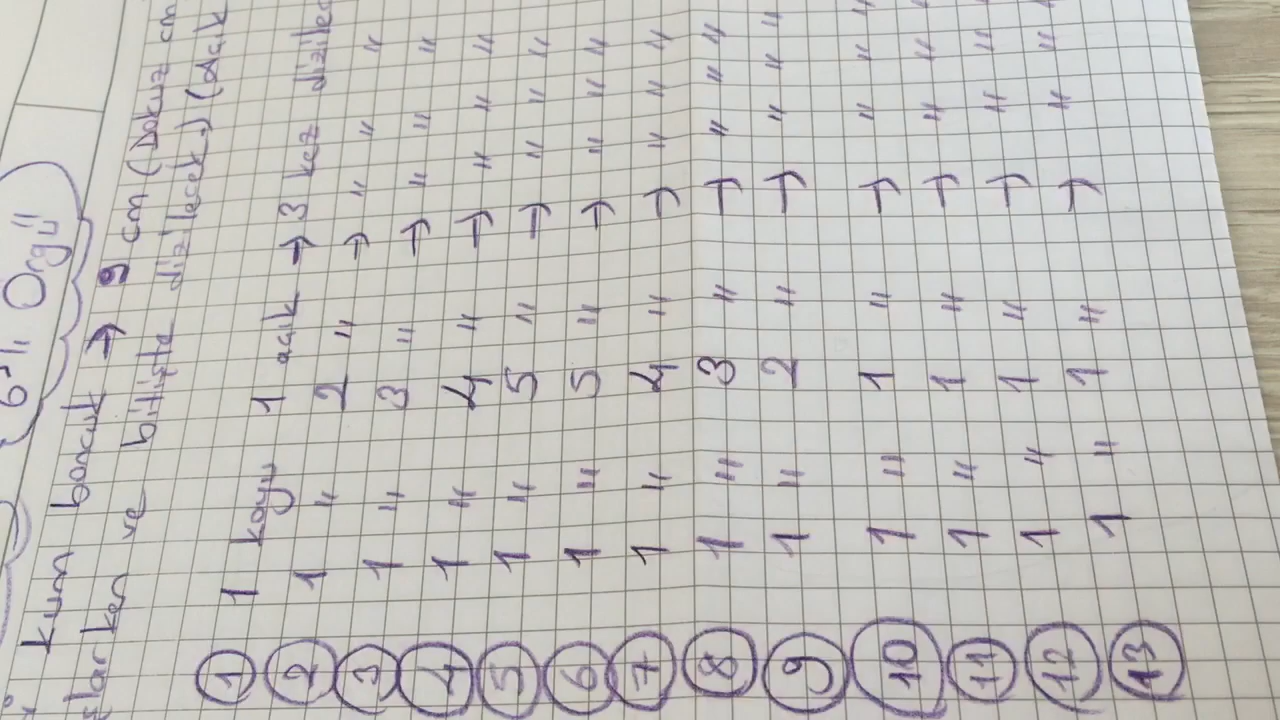 6'lı Örgü
kum boncuk → 9 cm (Dokuz cm
ve bitişte dizilecek.) (açık
① 1 koyu 1 açık → 3 kez
② 1 " 2 " → " " "
③ 1 " 3 " → " " "
④ 1 " 4 " → " " "
⑤ 1 " 5 " → " " "
⑥ 1 " 5 " → " " "
⑦ 1 " 4 " → " " "
⑧ 1 " 3 " → " " "
⑨ 1 " 2 " → " " "
⑩ 1 " 1 " → " " "
⑪ 1 " 1 " → " " "
⑫ 1 " 1 " → " " "
⑬ 1 " 1 " → " " "